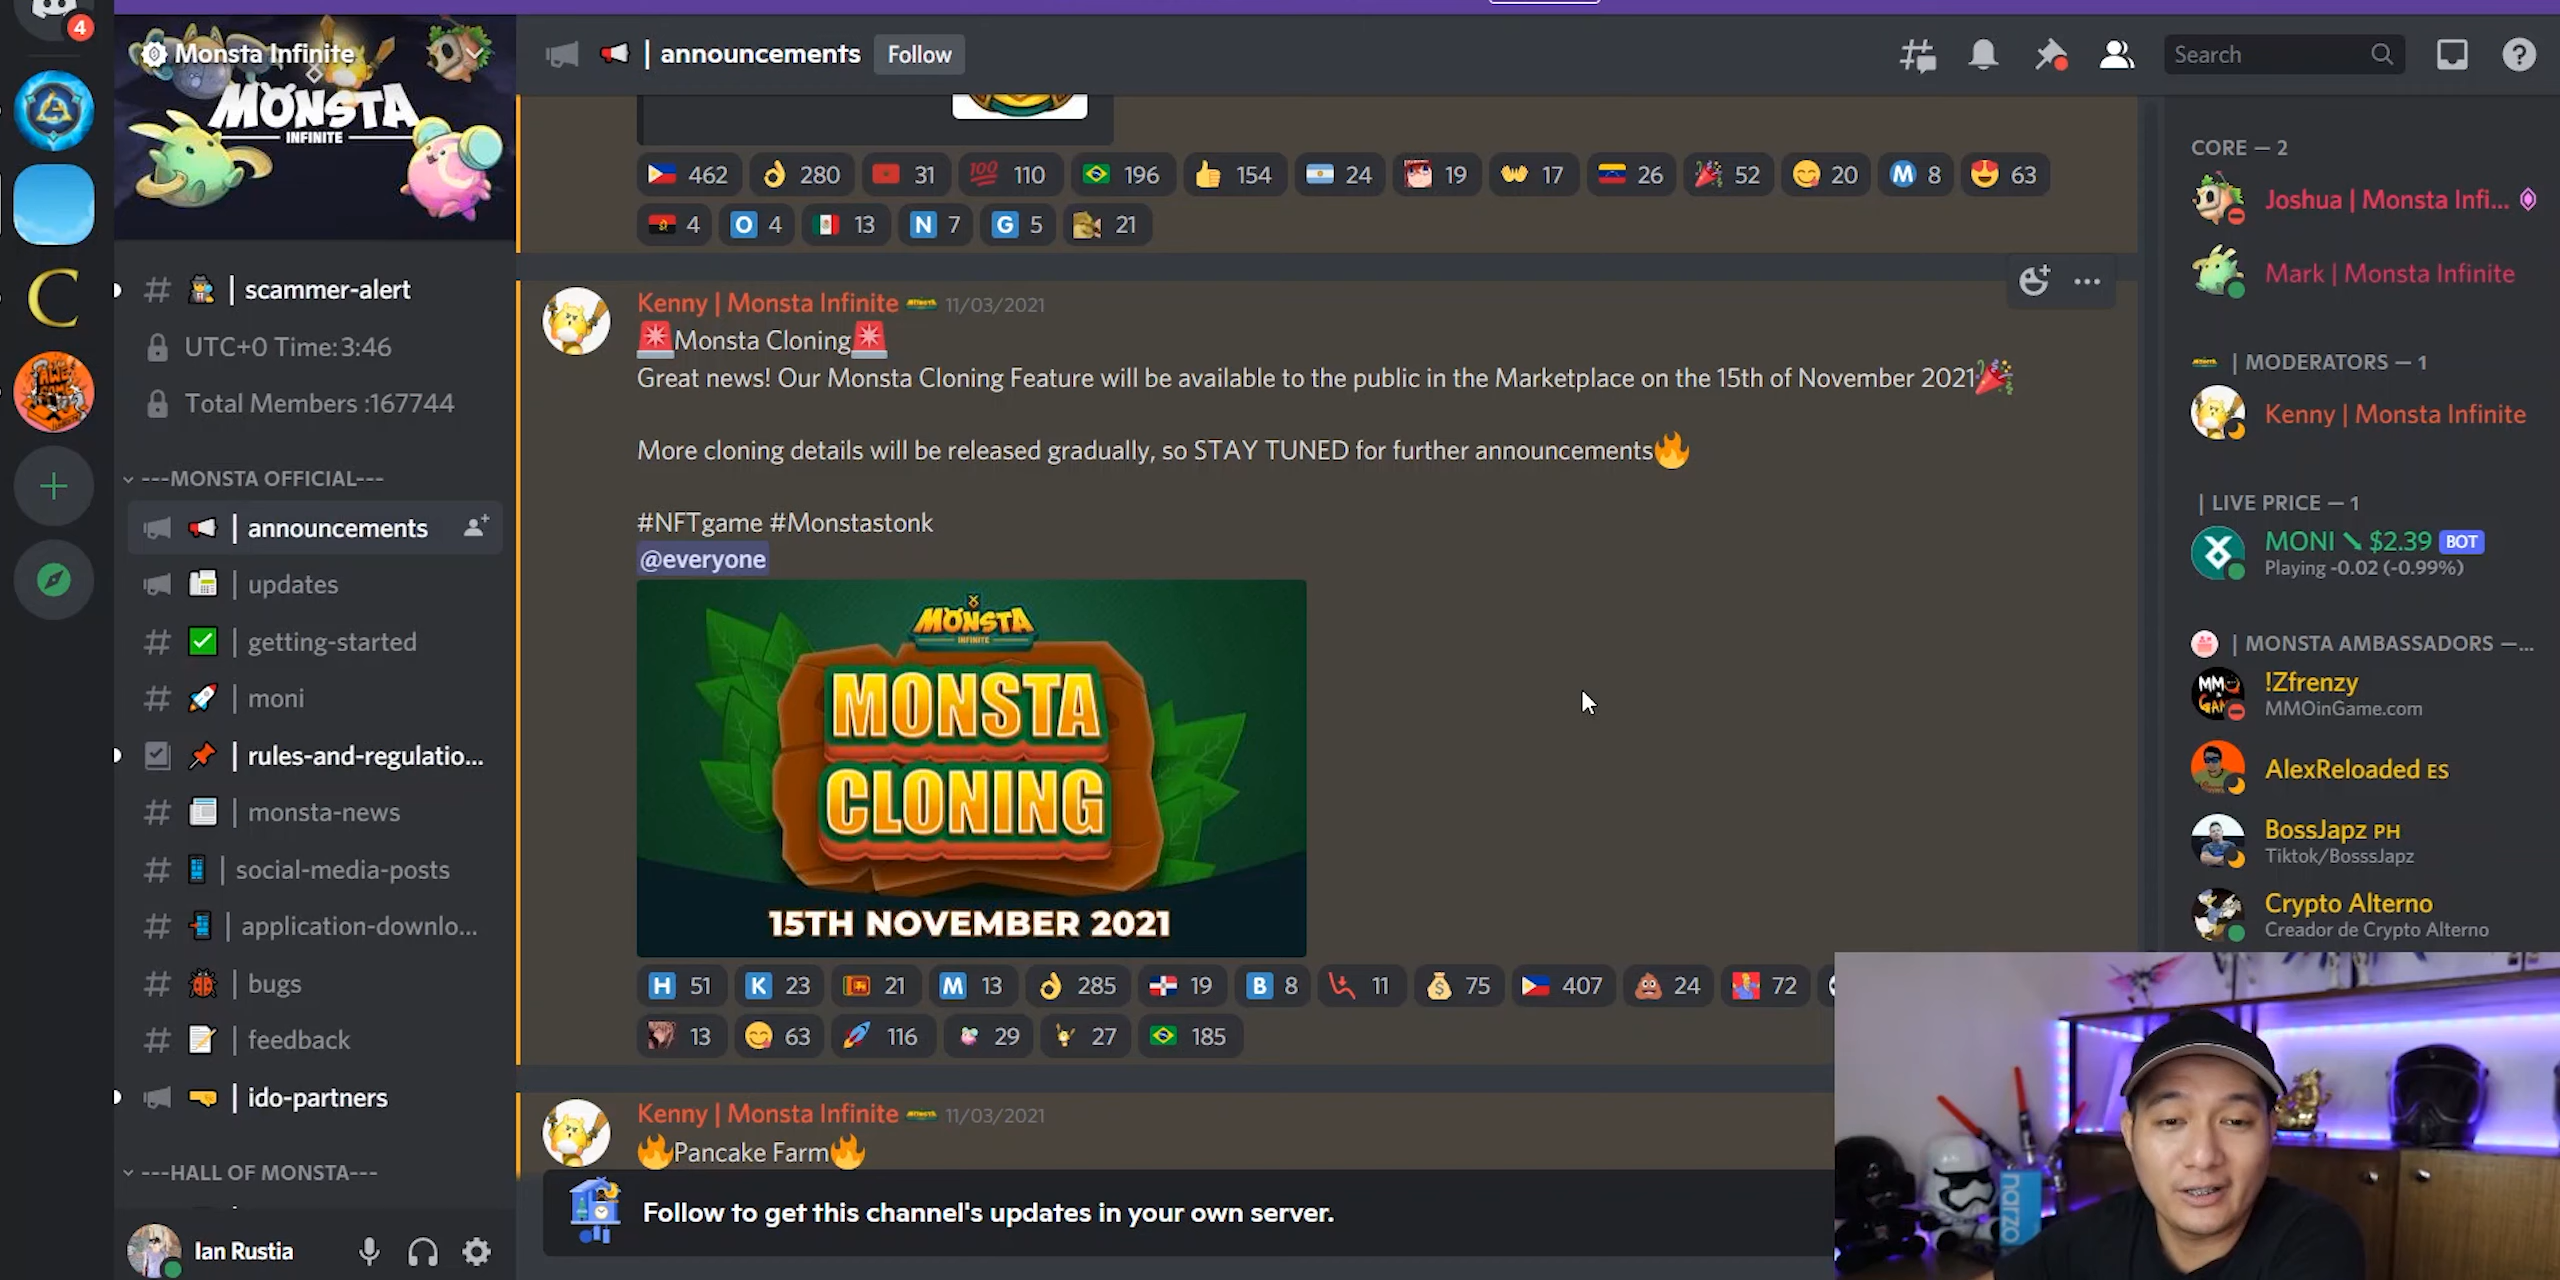 4
Monsta Infinite
MONSTA
INFINITE
| announcements
Follow
Search
462 280 31 110 196 154 24 19 17 26 52 20 M 8 63
4 O 4 13 N 7 G 5 21
# | scammer-alert
UTC+0 Time:3:46
Total Members :167744
---MONSTA OFFICIAL---
| announcements
| updates
# | getting-started
# | moni
| rules-and-regulatio...
# | monsta-news
# | social-media-posts
# | application-downlo...
# | bugs
# | feedback
| ido-partners
---HALL OF MONSTA---
Ian Rustia
Kenny | Monsta Infinite 11/03/2021
Monsta Cloning
Great news! Our Monsta Cloning Feature will be available to the public in the Marketplace on the 15th of November 2021
More cloning details will be released gradually, so STAY TUNED for further announcements
#NFTgame #Monstastonk
@everyone
MONSTA
INFINITE
MONSTA
CLONING
15TH NOVEMBER 2021
H 51 K 23 21 M 13 285 19 B 8 11 75 407 24 72
13 63 116 29 27 185
Kenny | Monsta Infinite 11/03/2021
Pancake Farm
Follow to get this channel's updates in your own server.
CORE — 2
Joshua | Monsta Infi...
Mark | Monsta Infinite
| MODERATORS — 1
Kenny | Monsta Infinite
| LIVE PRICE — 1
MONI ↘ $2.39 BOT
Playing -0.02 (-0.99%)
| MONSTA AMBASSADORS —...
!Zfrenzy
MMOinGame.com
AlexReloaded ES
BossJapz PH
Tiktok/BosssJapz
Crypto Alterno
Creador de Crypto Alterno
narzo